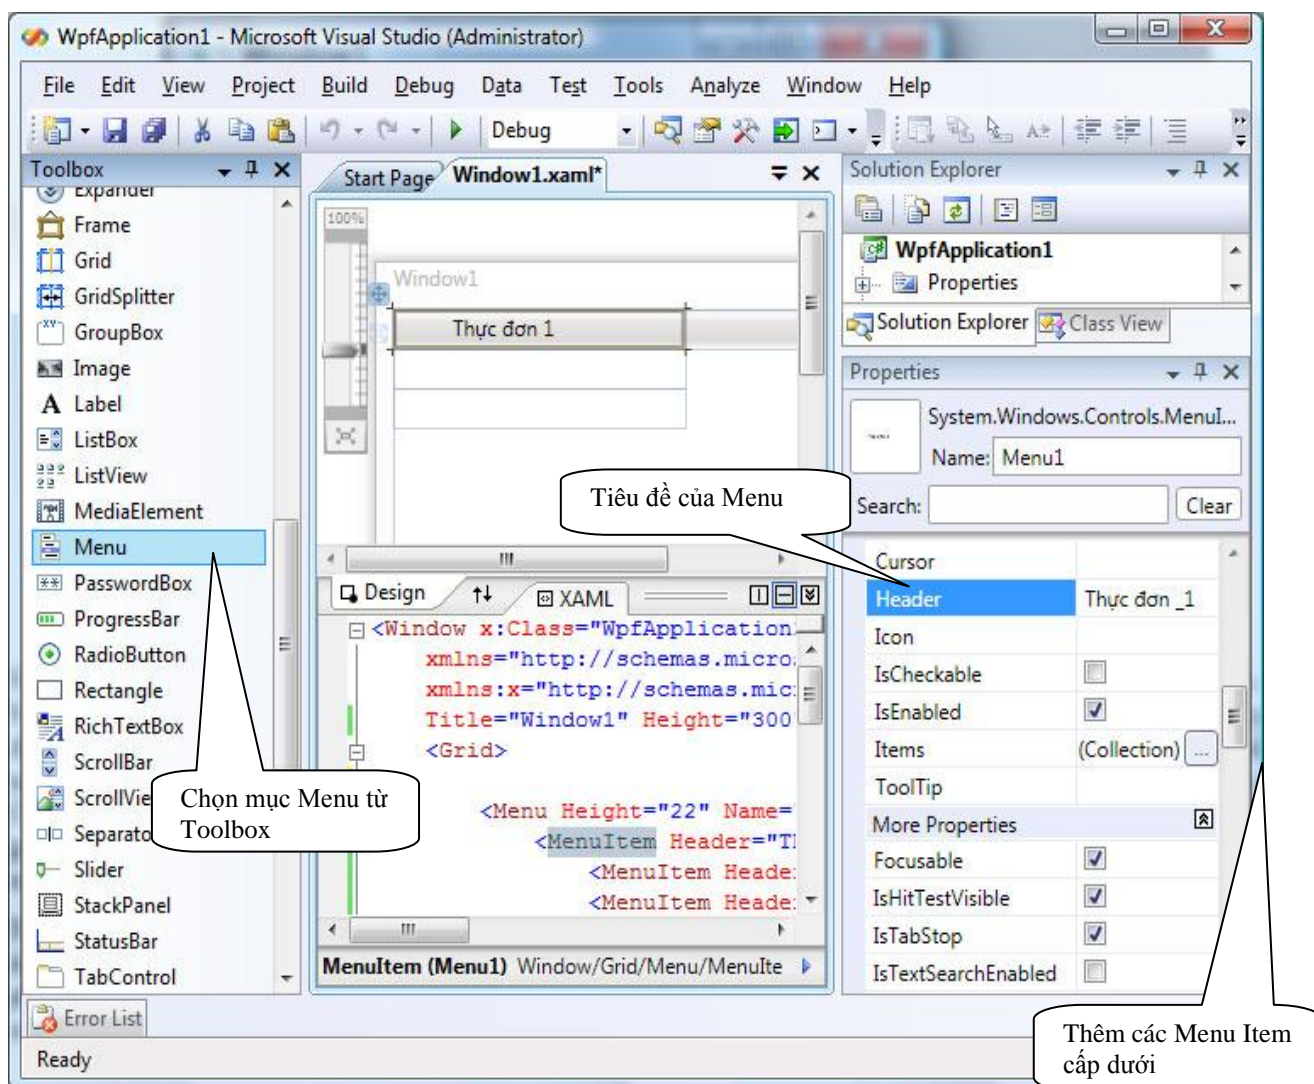 WpfApplication1 - Microsoft Visual Studio (Administrator)
File Edit View Project Build Debug Data Test Tools Analyze Window Help
Debug
Toolbox
Expander
Frame
Grid
GridSplitter
GroupBox
Image
Label
ListBox
ListView
MediaElement
Menu
PasswordBox
ProgressBar
RadioButton
Rectangle
RichTextBox
ScrollBar
ScrollVie
Separato
Slider
StackPanel
StatusBar
TabControl
Chọn mục Menu từ
Toolbox
Start Page Window1.xaml*
100%
Window1
Thực đơn 1
Tiêu đề của Menu
Design XAML
<Window x:Class="WpfApplication
xmlns="http://schemas.micro
xmlns:x="http://schemas.mic
Title="Window1" Height="300
<Grid>
<Menu Height="22" Name=
<MenuItem Header="T
<MenuItem Heade
<MenuItem Heade
MenuItem (Menu1) Window/Grid/Menu/MenuIte
Solution Explorer
WpfApplication1
Properties
Solution Explorer Class View
Properties
System.Windows.Controls.MenuI...
Name: Menu1
Search: Clear
Cursor
Header Thực đơn _1
Icon
IsCheckable
IsEnabled
Items (Collection) ...
ToolTip
More Properties
Focusable
IsHitTestVisible
IsTabStop
IsTextSearchEnabled
Thêm các Menu Item
cấp dưới
Error List
Ready